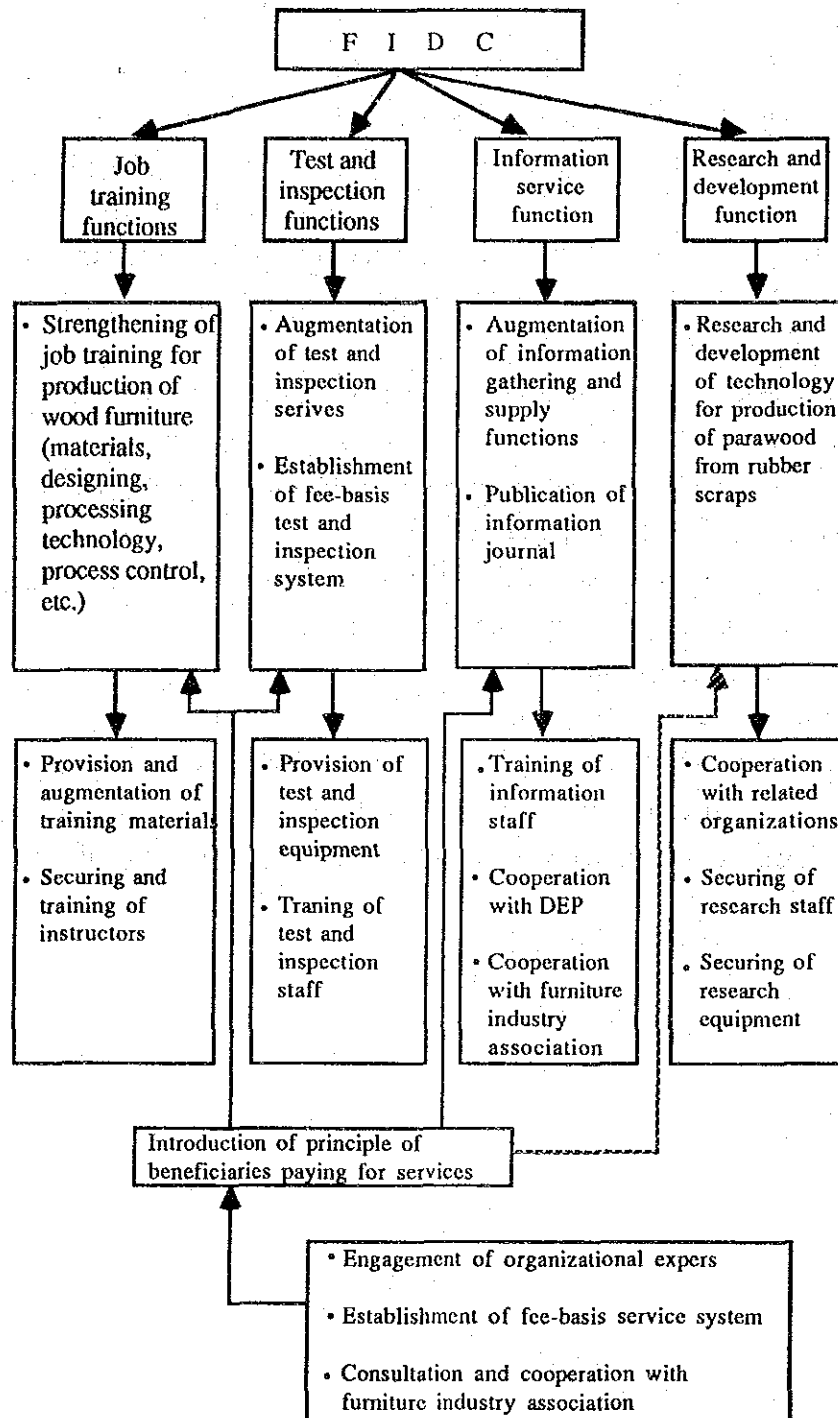 F I D C
Job
training
functions
Test and
inspection
functions
Information
service
function
Research and
development
function
• Strengthening of
job training for
production of
wood furniture
(materials,
designing,
processing
technology,
process control,
etc.)
• Augmentation
of test and
inspection
serives
• Establishment
of fee-basis
test and
inspection
system
• Augmentation
of information
gathering and
supply
functions
• Publication of
information
journal
• Research and
development
of technology
for production
of parawood
from rubber
scraps
• Provision and
augmentation of
training materials
• Securing and
training of
instructors
• Provision of
test and
inspection
equipment
• Traning of
test and
inspection
staff
• Training of
information
staff
• Cooperation
with DEP
• Cooperation
with furniture
industry
association
• Cooperation
with related
organizations
• Securing of
research staff
• Securing of
research
equipment
Introduction of principle of
beneficiaries paying for services
• Engagement of organizational expers
• Establishment of fee-basis service system
• Consultation and cooperation with
furniture industry association